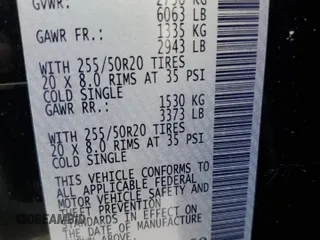 GVWR: 2750 KG
6063 LB
GAWR FR.: 1335 KG
2943 LB
WITH 255/50R20 TIRES
20 X 8.0 RIMS AT 35 PSI
COLD SINGLE
GAWR RR.: 1530 KG
3373 LB
WITH 255/50R20 TIRES
20 X 8.0 RIMS AT 35 PSI
COLD SINGLE
THIS VEHICLE CONFORMS TO
ALL APPLICABLE FEDERAL
MOTOR VEHICLE SAFETY AND
THEFT PREVENTION
STANDARDS IN EFFECT ON
THE DATE OF MANUFACTURE
ABOVE.